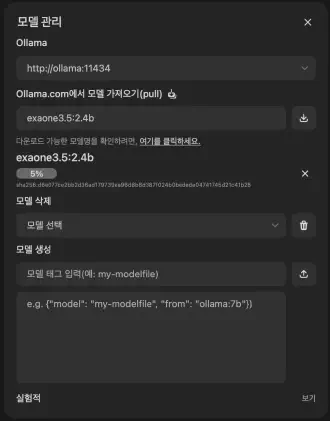 모델 관리
Ollama
http://ollama:11434
Ollama.com에서 모델 가져오기(pull)
exaone3.5:2.4b
다운로드 가능한 모델명을 확인하려면, 여기를 클릭하세요.
exaone3.5:2.4b
5%
모델 삭제
모델 선택
모델 생성
모델 태그 입력(예: my-modelfile)
e.g. {"model": "my-modelfile", "from": "ollama:7b"})
실험적 보기